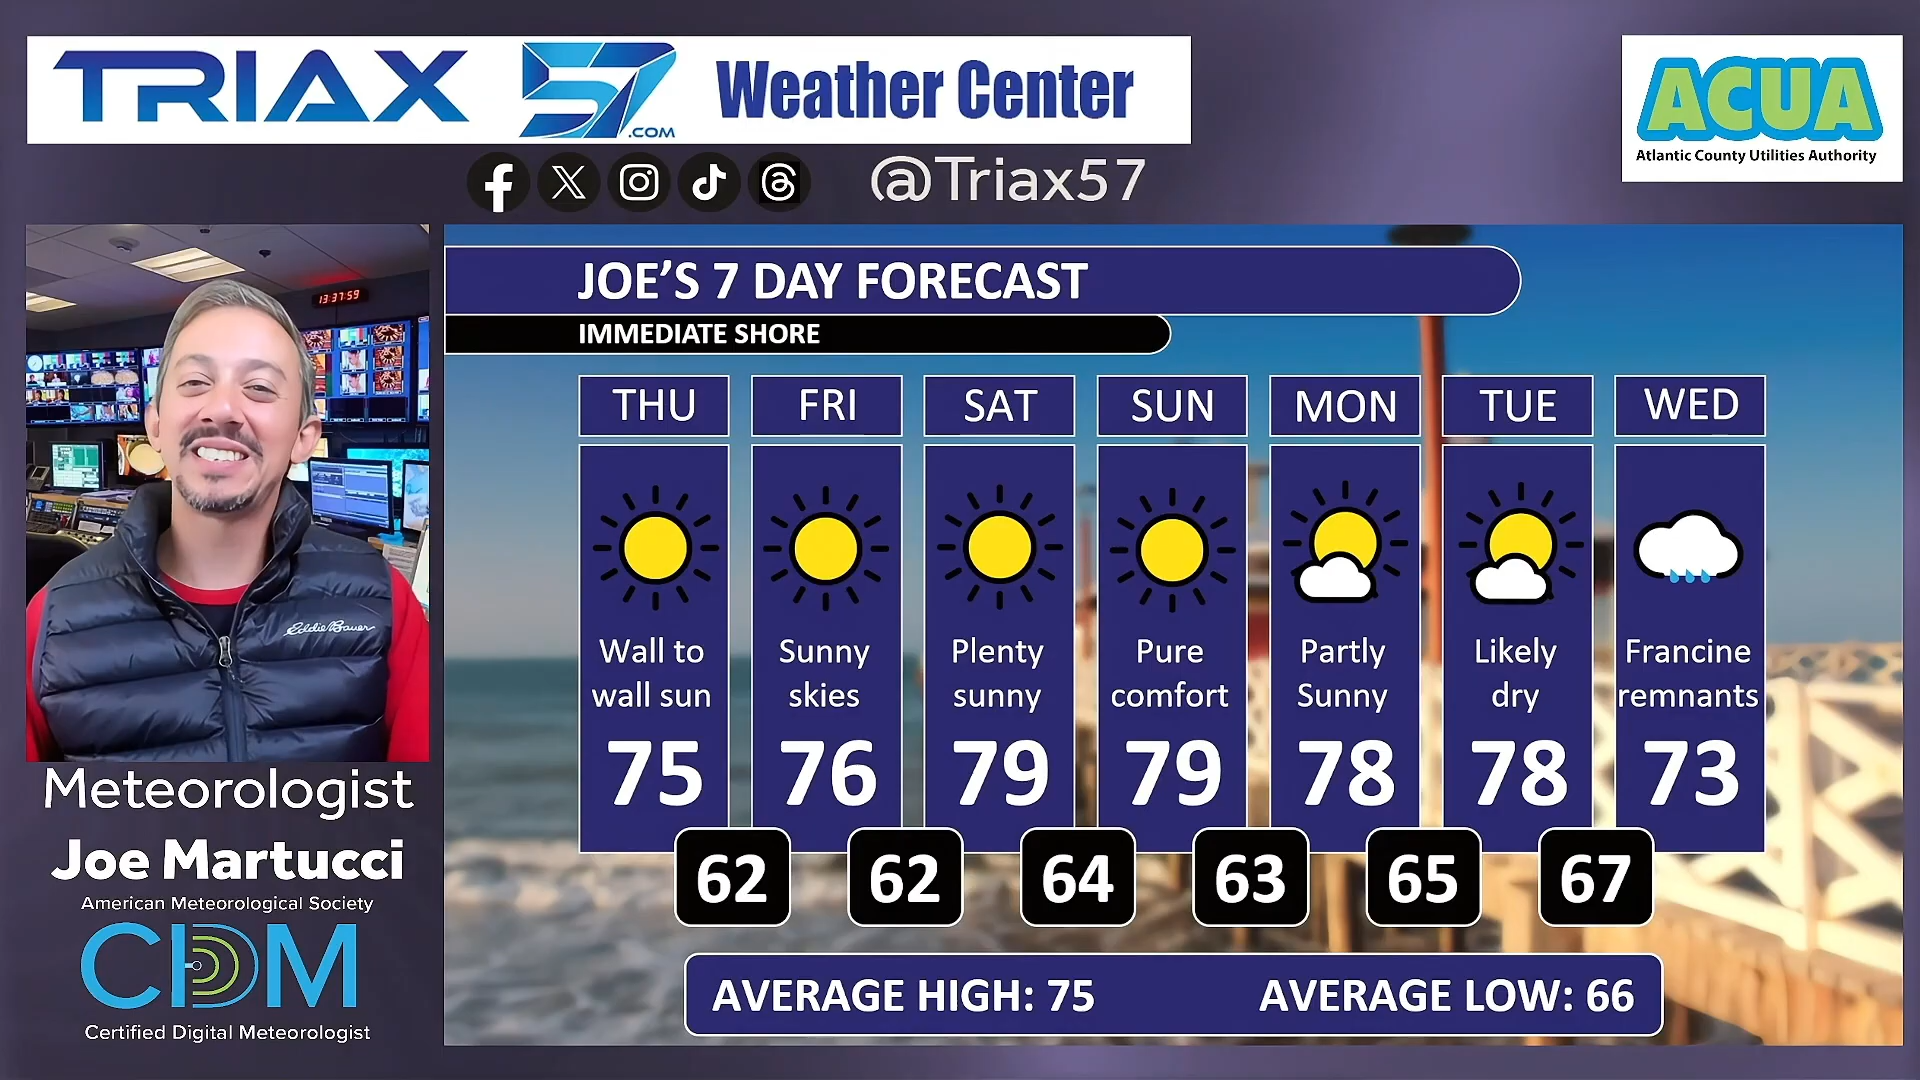 TRIAX 57 .COM Weather Center
ACUA
Atlantic County Utilities Authority
@Triax57
13:37:59
Eddie Bauer
Meteorologist
Joe Martucci
American Meteorological Society
CDM
Certified Digital Meteorologist
JOE'S 7 DAY FORECAST
IMMEDIATE SHORE
THU FRI SAT SUN MON TUE WED
Wall to Sunny Plenty Pure Partly Likely Francine
wall sun skies sunny comfort Sunny dry remnants
75 76 79 79 78 78 73
62 62 64 63 65 67
AVERAGE HIGH: 75 AVERAGE LOW: 66